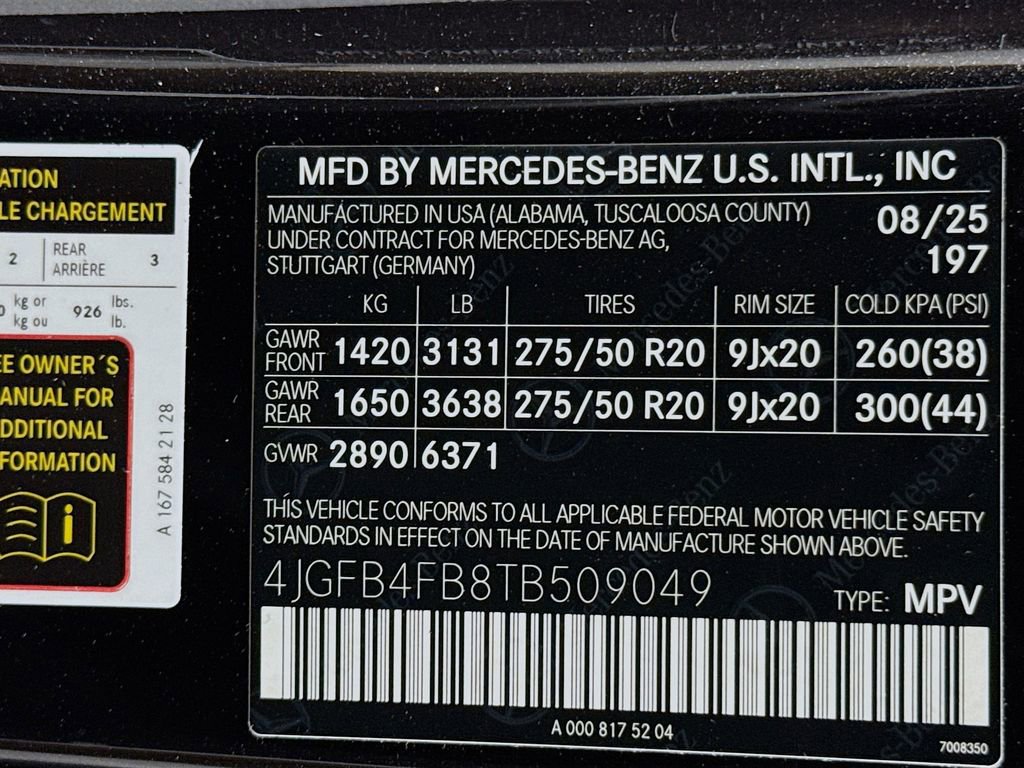 ATION
LE CHARGEMENT
2 REAR ARRIÈRE 3
kg or
kg ou 926 lbs.
lb.
EE OWNER´S
ANUAL FOR
DDITIONAL
FORMATION
A 167 584 21 28
MFD BY MERCEDES-BENZ U.S. INTL., INC
MANUFACTURED IN USA (ALABAMA, TUSCALOOSA COUNTY) 08/25
UNDER CONTRACT FOR MERCEDES-BENZ AG,
STUTTGART (GERMANY) 197
KG LB TIRES RIM SIZE COLD KPA(PSI)
GAWR FRONT 1420 3131 275/50 R20 9Jx20 260(38)
GAWR REAR 1650 3638 275/50 R20 9Jx20 300(44)
GVWR 2890 6371
THIS VEHICLE CONFORMS TO ALL APPLICABLE FEDERAL MOTOR VEHICLE SAFETY
STANDARDS IN EFFECT ON THE DATE OF MANUFACTURE SHOWN ABOVE.
4JGFB4FB8TB509049 TYPE: MPV
A 000 817 52 04
7008350